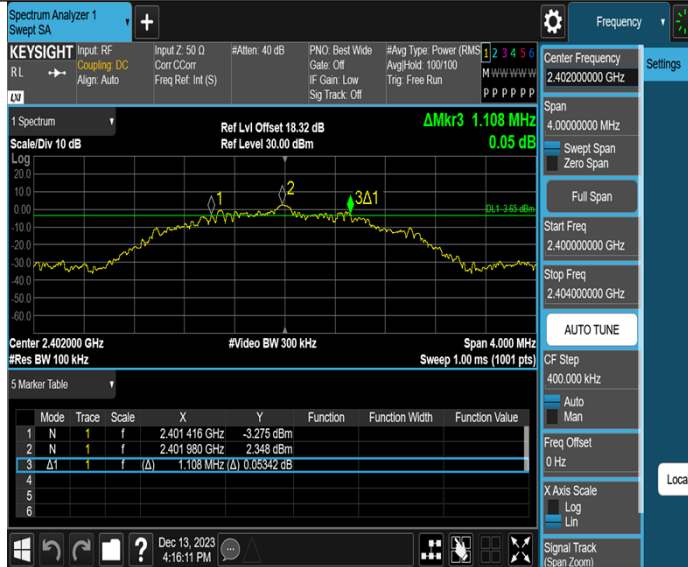 Spectrum Analyzer 1
Swept SA
+
Frequency
KEYSIGHT
RL
LXI
Input: RF
Coupling: DC
Align: Auto
Input Z: 50 Ω
Corr CCorr
Freq Ref: Int (S)
#Atten: 40 dB
PNO: Best Wide
Gate: Off
IF Gain: Low
Sig Track: Off
#Avg Type: Power (RMS
Avg|Hold: 100/100
Trig: Free Run
1 2 3 4 5 6
M W W W W W
P P P P P P
1 Spectrum
Scale/Div 10 dB
Ref Lvl Offset 18.32 dB
Ref Level 30.00 dBm
ΔMkr3 1.108 MHz
0.05 dB
Log
20.0
10.0
0.00
-10.0
-20.0
-30.0
-40.0
-50.0
-60.0
1
2
3Δ1
DL1 -3.65 dBm
Center 2.402000 GHz
#Res BW 100 kHz
#Video BW 300 kHz
Span 4.000 MHz
Sweep 1.00 ms (1001 pts)
5 Marker Table
Mode Trace Scale X Y Function Function Width Function Value
1 N 1 f 2.401 416 GHz -3.275 dBm
2 N 1 f 2.401 980 GHz 2.348 dBm
3 Δ1 1 f (Δ) 1.108 MHz (Δ) 0.05342 dB
4
5
6
?
Dec 13, 2023
4:16:11 PM
Center Frequency
2.402000000 GHz
Span
4.00000000 MHz
Swept Span
Zero Span
Full Span
Start Freq
2.400000000 GHz
Stop Freq
2.404000000 GHz
AUTO TUNE
CF Step
400.000 kHz
Auto
Man
Freq Offset
0 Hz
X Axis Scale
Log
Lin
Signal Track
(Span Zoom)
Settings
Loca